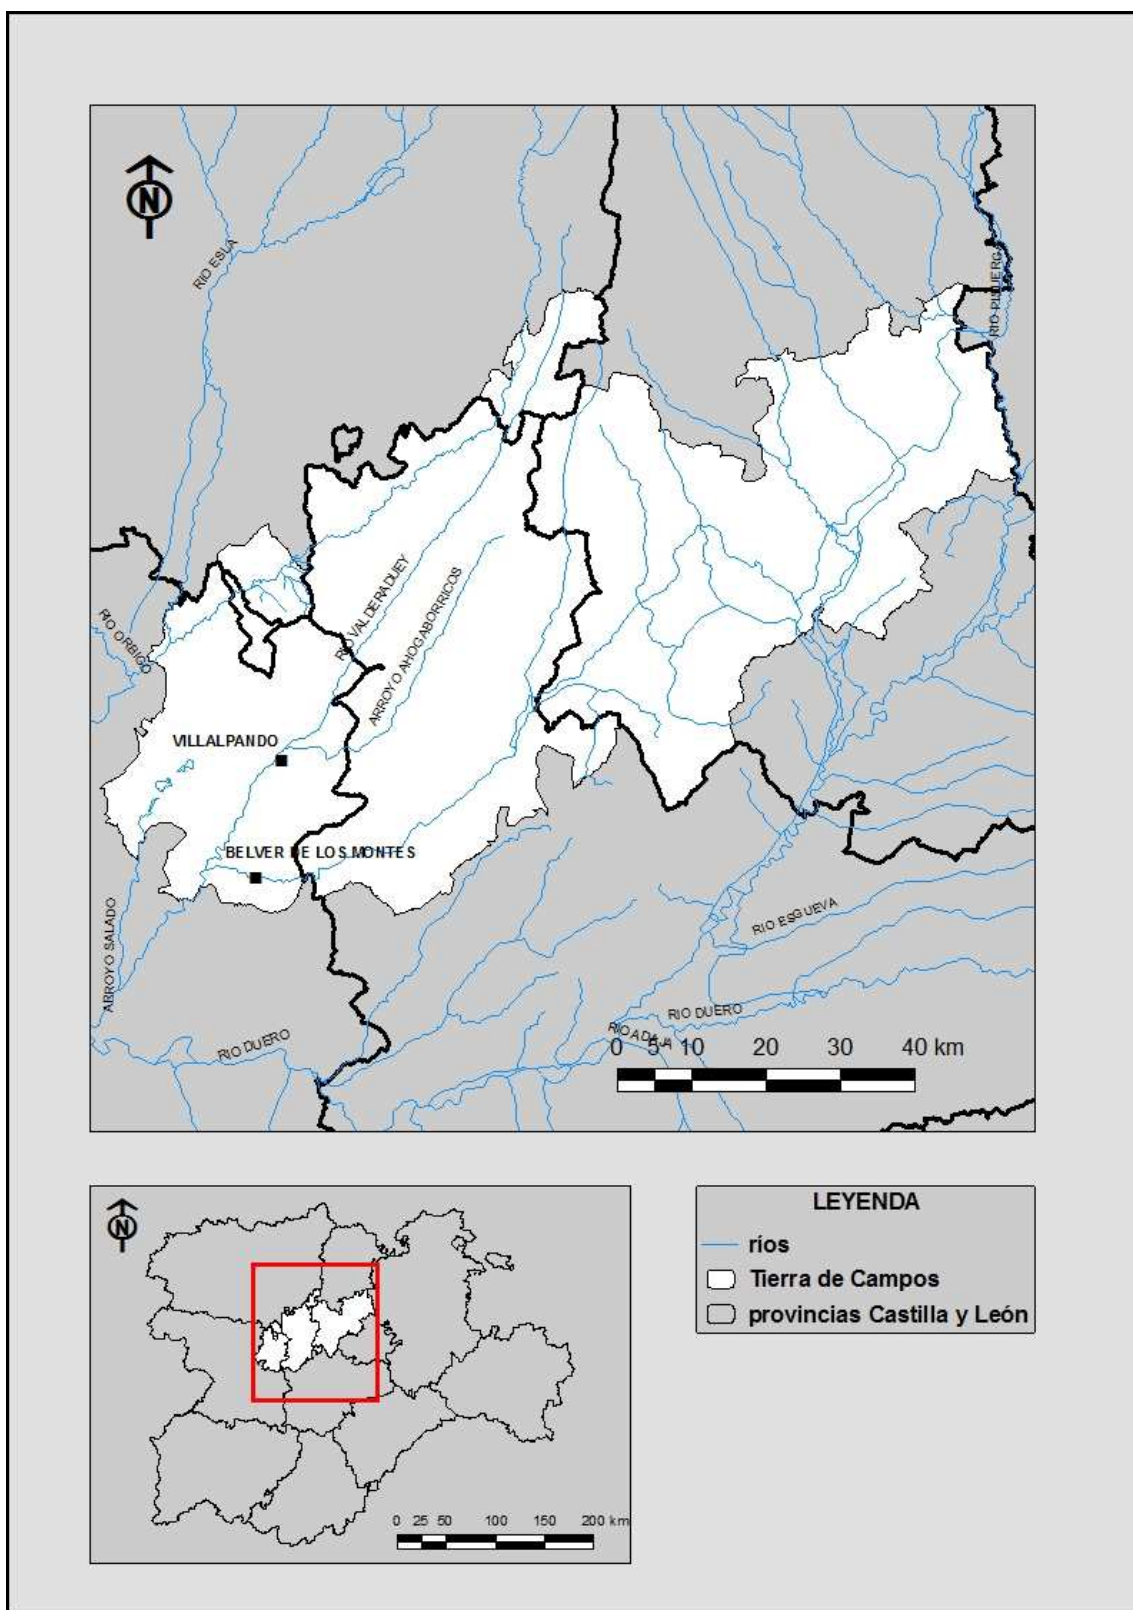 N
RIO ESLA
RIO PISUERGA
RIO ORBIGO
RIO VALDERADUEY
ARROYO AHOGABORRICOS
VILLALPANDO
BELVER DE LOS MONTES
ARROYO SALADO
RIO ESGUEVA
RIO DUERO
RIO DUERO
RIO ADAJA
0 5 10 20 30 40 km
N
0 25 50 100 150 200 km
LEYENDA
ríos
Tierra de Campos
provincias Castilla y León